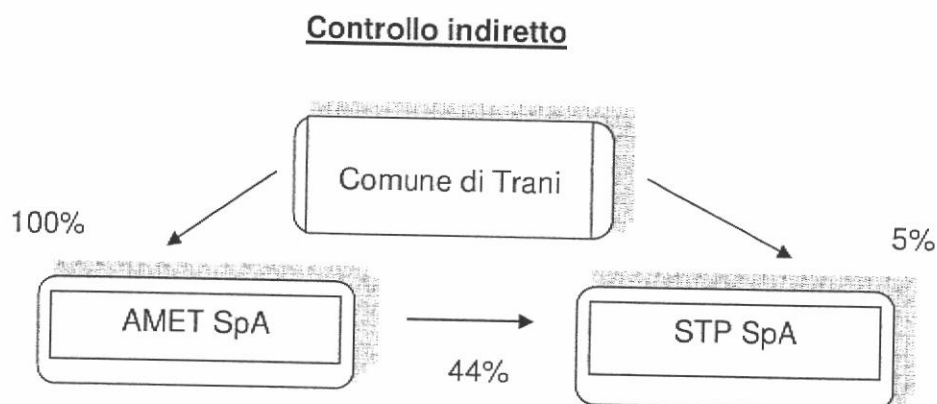 Controllo indiretto
Comune di Trani
100%
5%
AMET SpA
STP SpA
44%